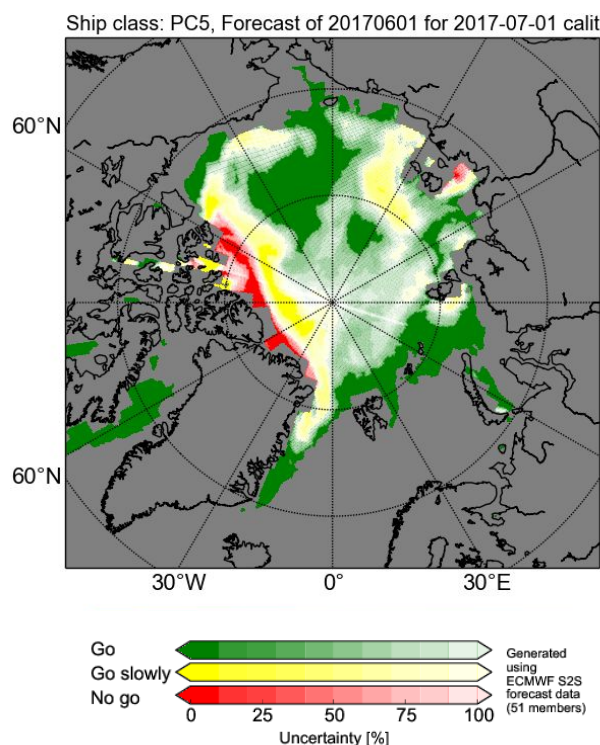 Ship class: PC5, Forecast of 20170601 for 2017-07-01 calit
60°N
60°N
30°W 0° 30°E
Go
Go slowly
No go
0 25 50 75 100
Uncertainty [%]
Generated
using
ECMWF S2S
forecast data
(51 members)